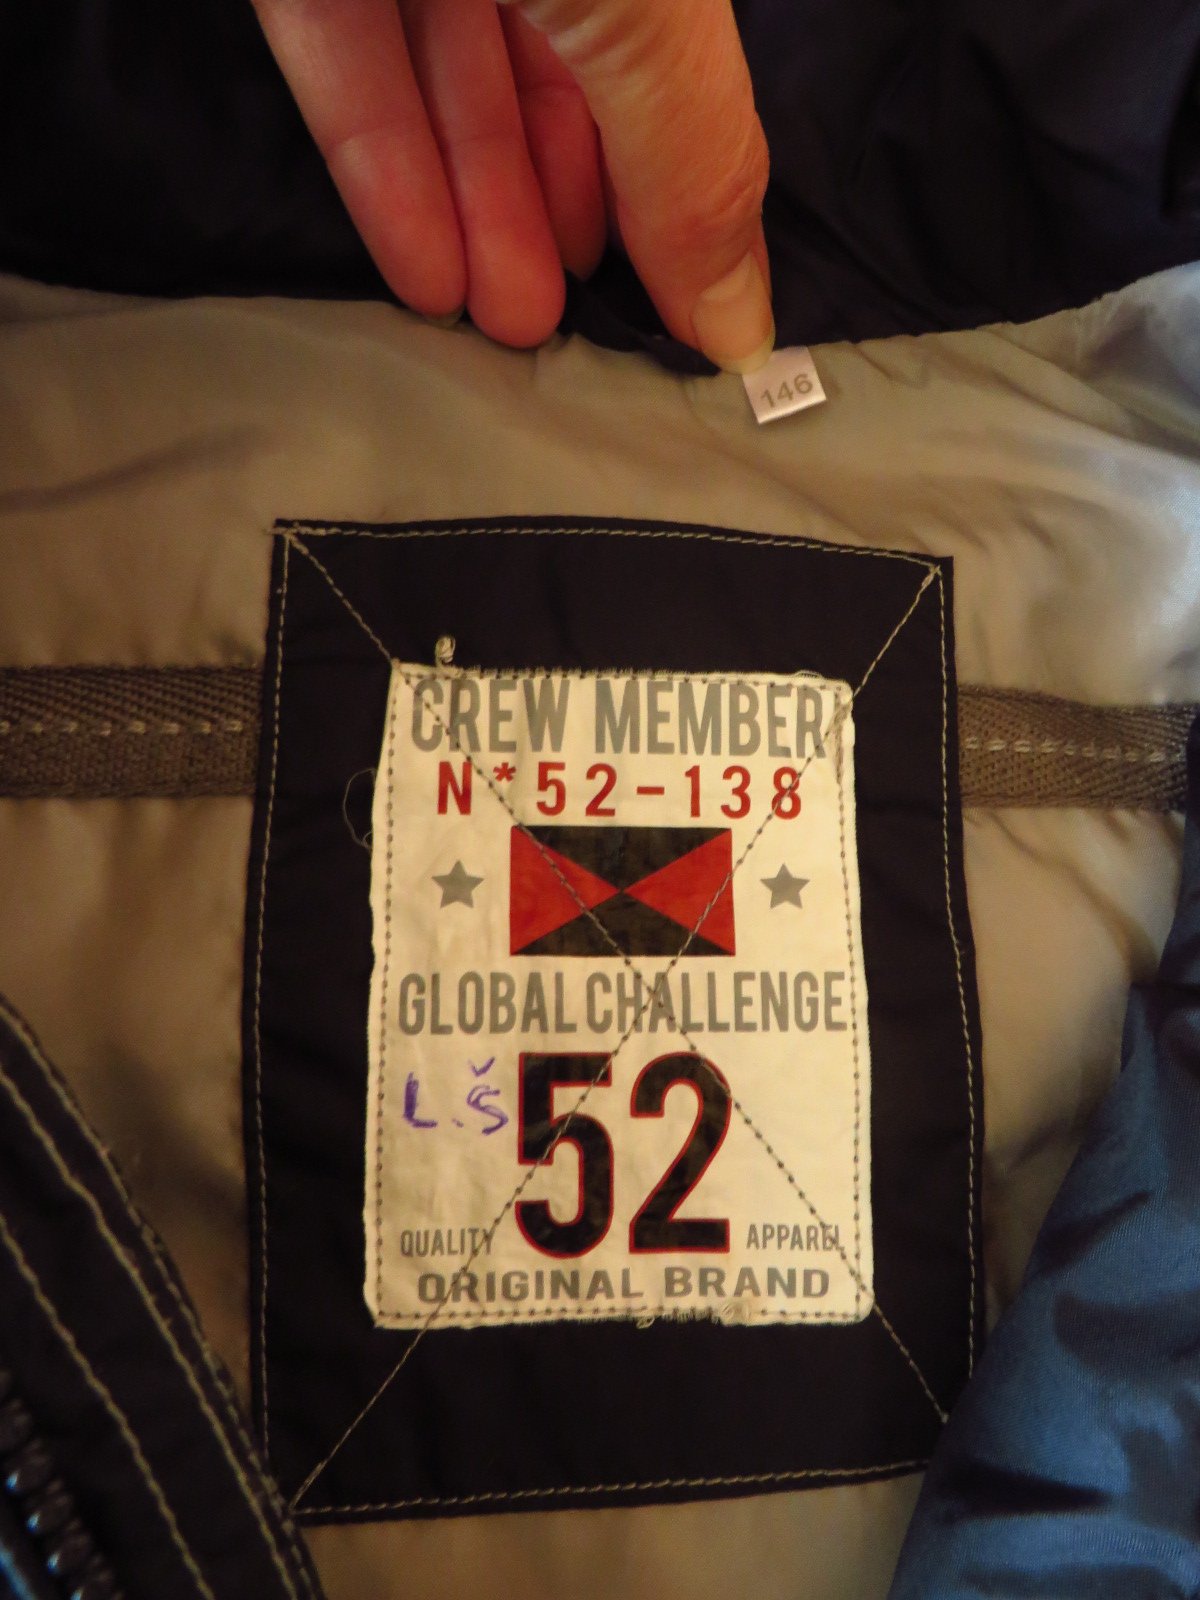 146
CREW MEMBER
N*52-138
GLOBAL CHALLENGE
L.Š
52
QUALITY APPAREL
ORIGINAL BRAND